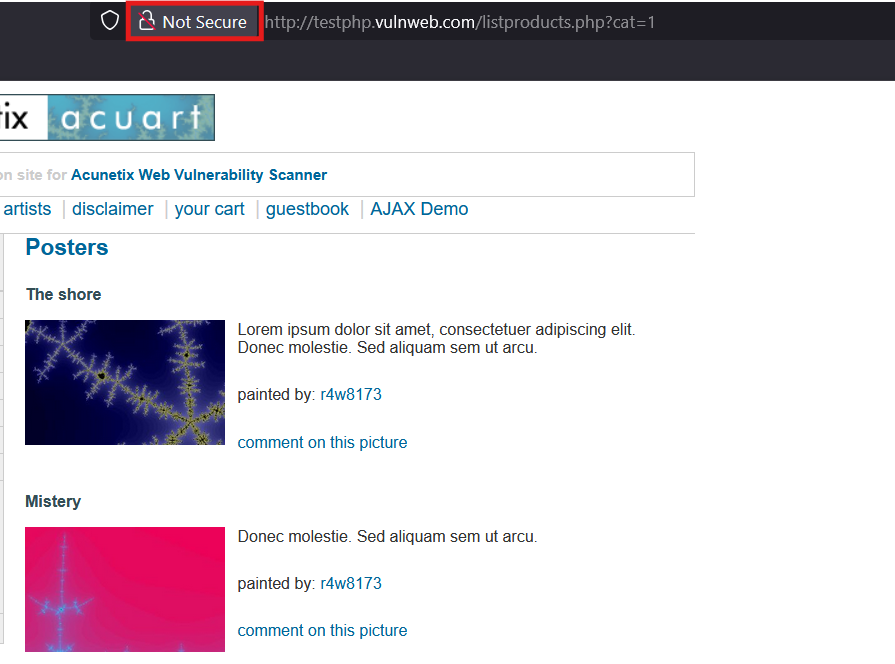 Not Secure http://testphp.vulnweb.com/listproducts.php?cat=1
ix acuart
on site for Acunetix Web Vulnerability Scanner
artists | disclaimer | your cart | guestbook | AJAX Demo
Posters
The shore
Lorem ipsum dolor sit amet, consectetuer adipiscing elit.
Donec molestie. Sed aliquam sem ut arcu.
painted by: r4w8173
comment on this picture
Mistery
Donec molestie. Sed aliquam sem ut arcu.
painted by: r4w8173
comment on this picture